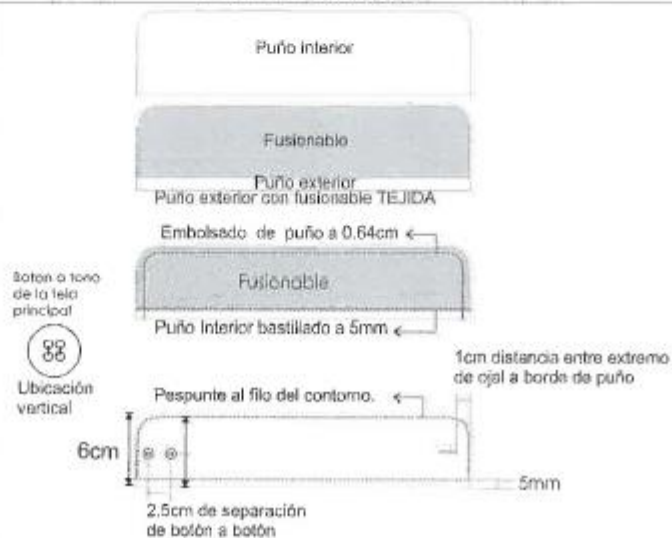 Puño interior
Fusionable
Puño exterior
Puño exterior con fusionable TEJIDA
Embolsado de puño a 0.64cm
Fusionable
Boton a tono
de la tela
principal
Puño Interior bastillado a 5mm
Ubicación
vertical
1cm distancia entre extremo
de ojal a borde de puño
Pespunte al filo del contorno.
6cm
5mm
2.5cm de separación
de botón a botón